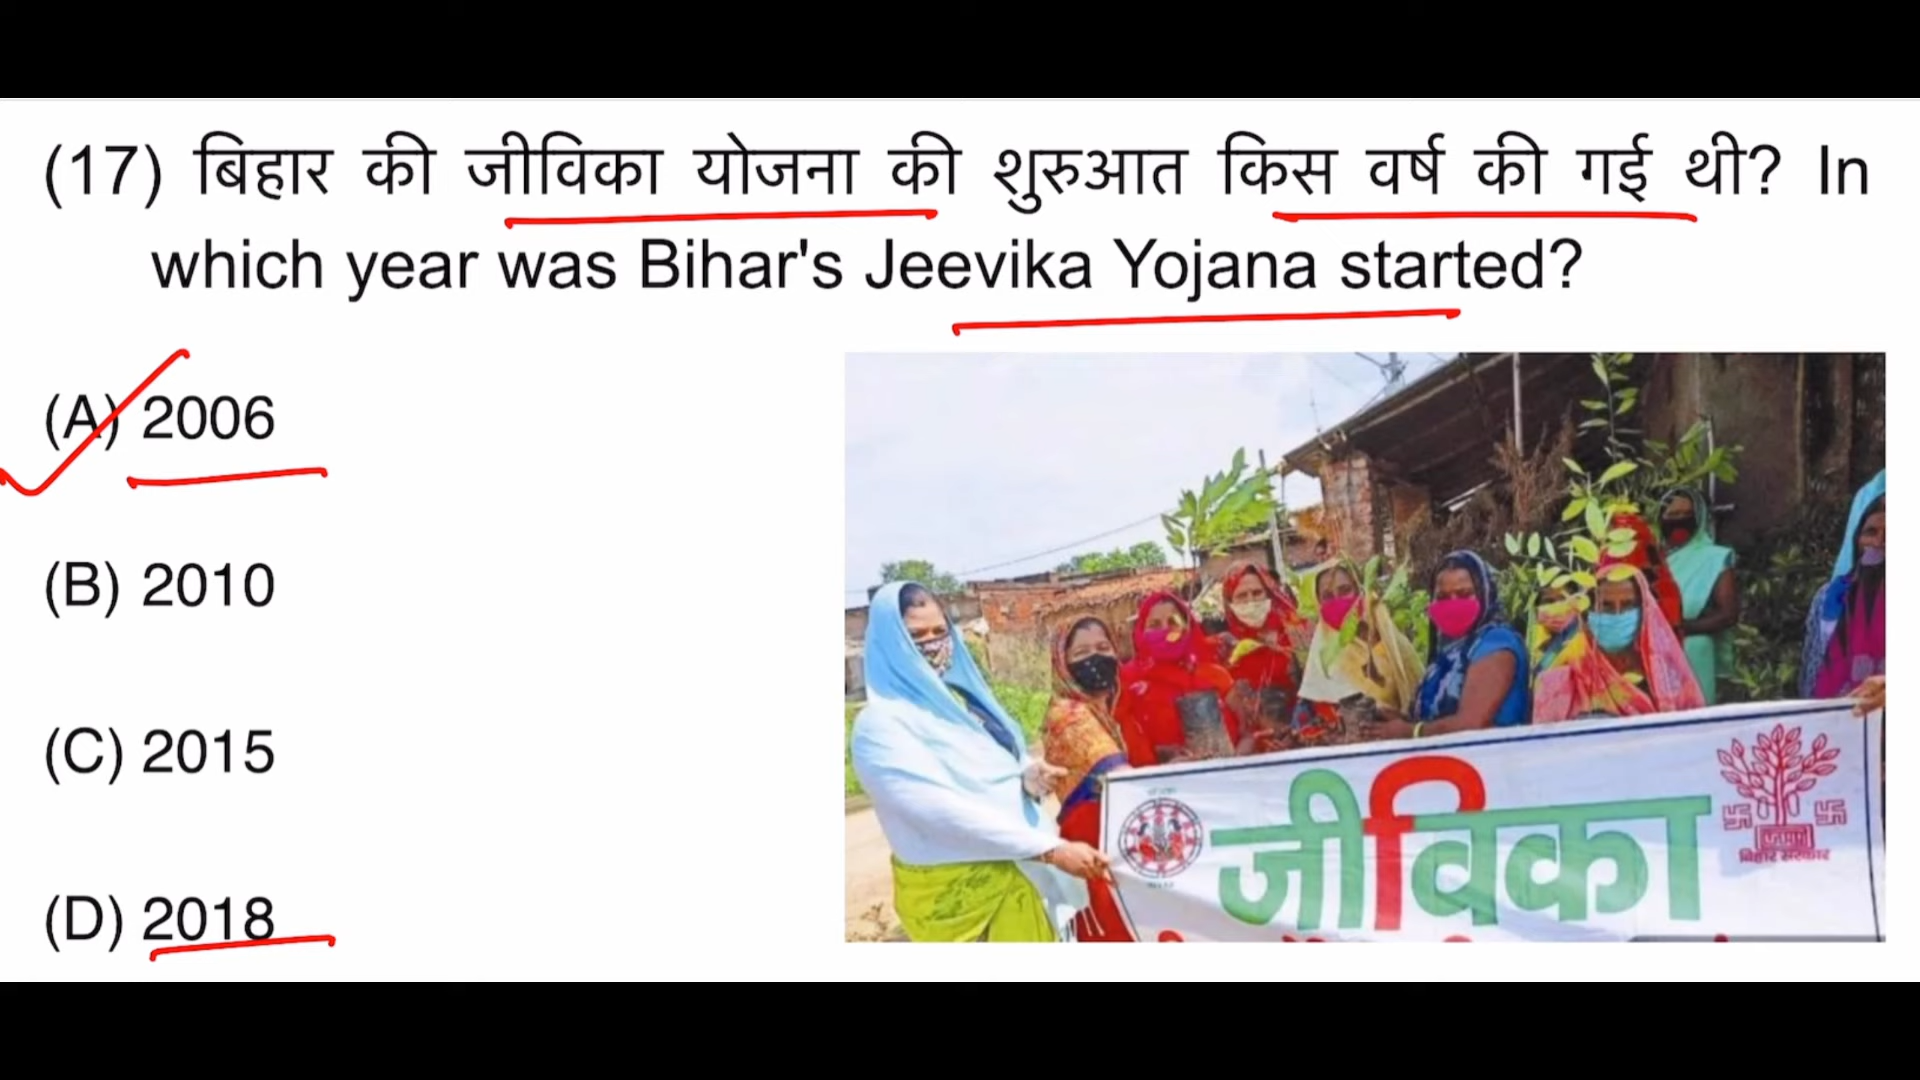 (17) बिहार की जीविका योजना की शुरुआत किस वर्ष की गई थी? In
which year was Bihar's Jeevika Yojana started?
(A) 2006
(B) 2010
(C) 2015
(D) 2018
जीविका
बिहार सरकार